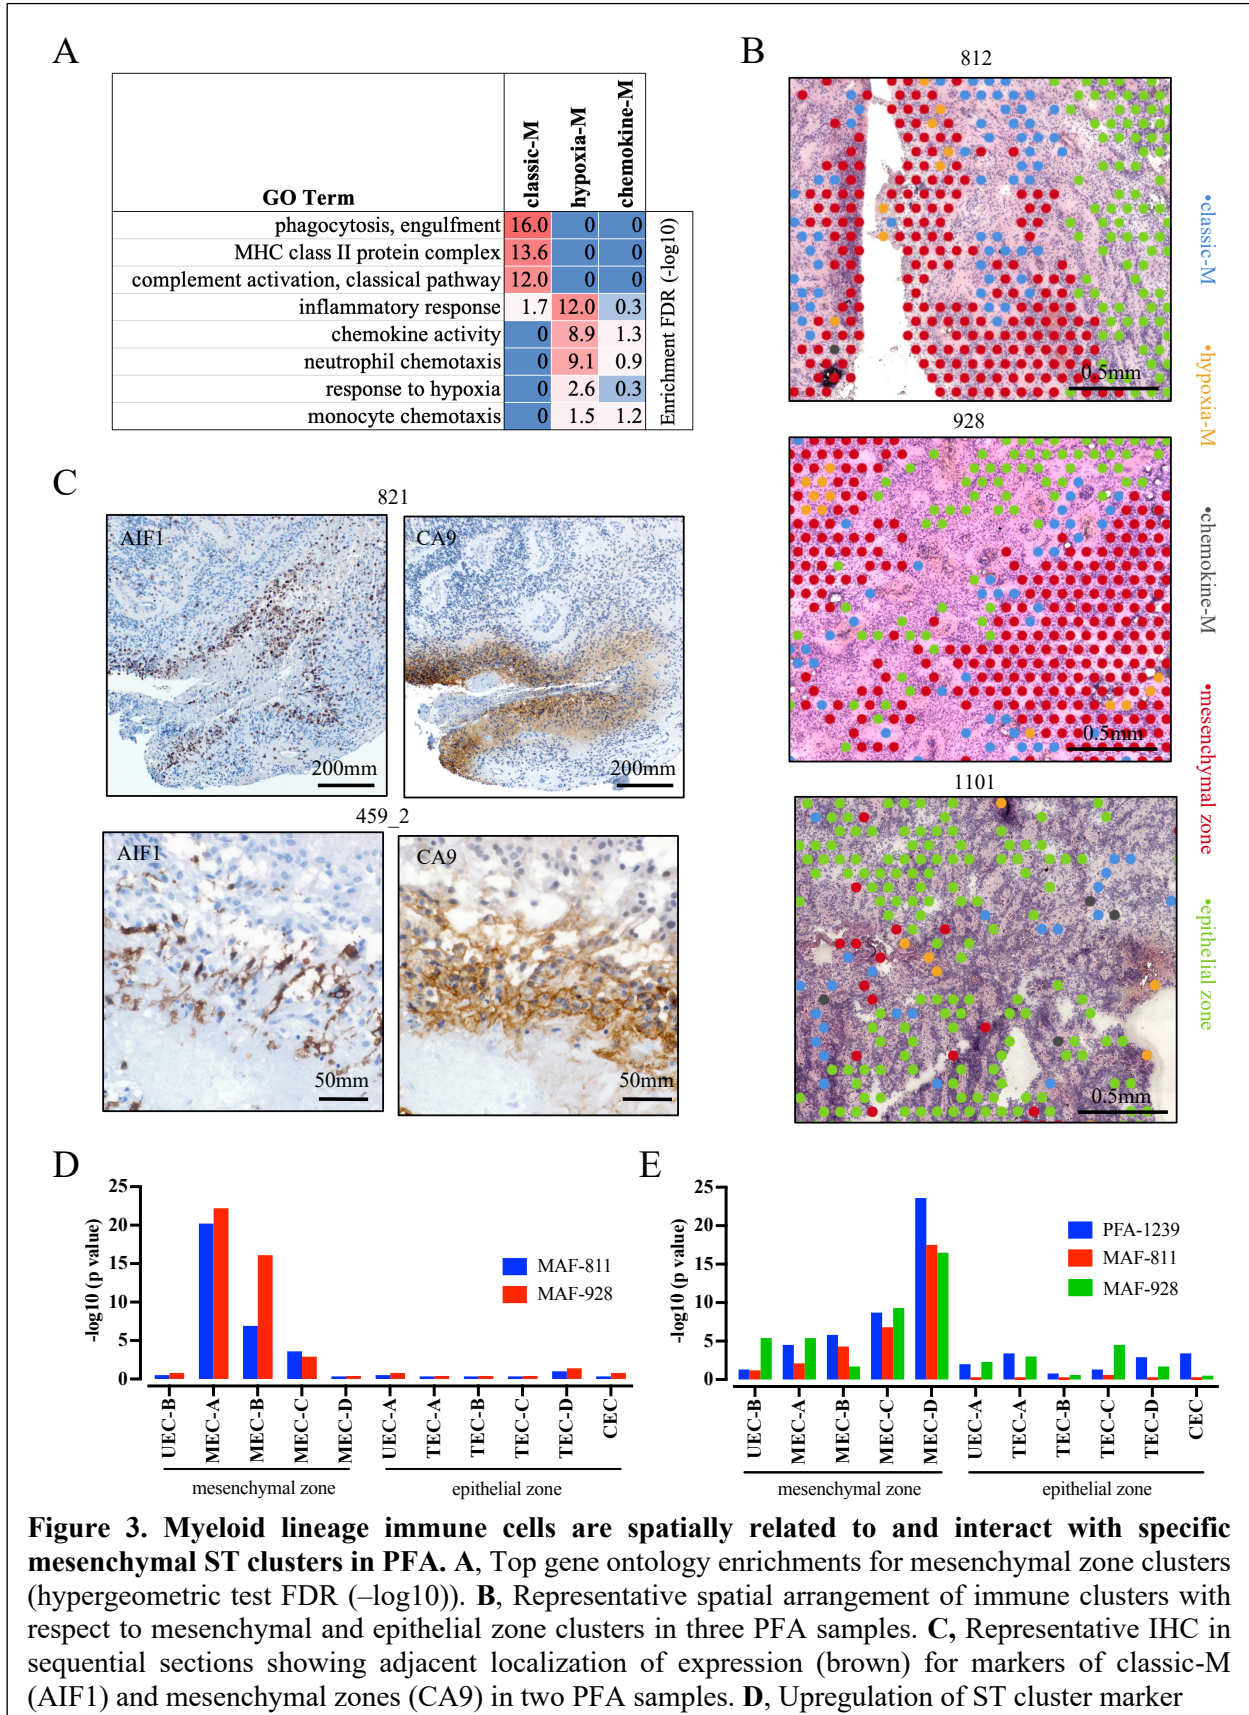 A
GO Term classic-M hypoxia-M chemokine-M
phagocytosis, engulfment 16.0 0 0
MHC class II protein complex 13.6 0 0
complement activation, classical pathway 12.0 0 0
inflammatory response 1.7 12.0 0.3
chemokine activity 0 8.9 1.3
neutrophil chemotaxis 0 9.1 0.9
response to hypoxia 0 2.6 0.3
monocyte chemotaxis 0 1.5 1.2
Enrichment FDR (-log10)
B
812
0.5mm
928
0.5mm
1101
0.5mm
•classic-M
•hypoxia-M
•chemokine-M
•mesenchymal zone
•epithelial zone
C
821
AIF1
200mm
CA9
200mm
459_2
AIF1
50mm
CA9
50mm
D
-log10 (p value)
25
20
15
10
5
0
MAF-811
MAF-928
UEC-B MEC-A MEC-B MEC-C MEC-D UEC-A TEC-A TEC-B TEC-C TEC-D CEC
mesenchymal zone epithelial zone
E
-log10 (p value)
25
20
15
10
5
0
PFA-1239
MAF-811
MAF-928
UEC-B MEC-A MEC-B MEC-C MEC-D UEC-A TEC-A TEC-B TEC-C TEC-D CEC
mesenchymal zone epithelial zone
Figure 3. Myeloid lineage immune cells are spatially related to and interact with specific
mesenchymal ST clusters in PFA. A, Top gene ontology enrichments for mesenchymal zone clusters
(hypergeometric test FDR (–log10)). B, Representative spatial arrangement of immune clusters with
respect to mesenchymal and epithelial zone clusters in three PFA samples. C, Representative IHC in
sequential sections showing adjacent localization of expression (brown) for markers of classic-M
(AIF1) and mesenchymal zones (CA9) in two PFA samples. D, Upregulation of ST cluster marker